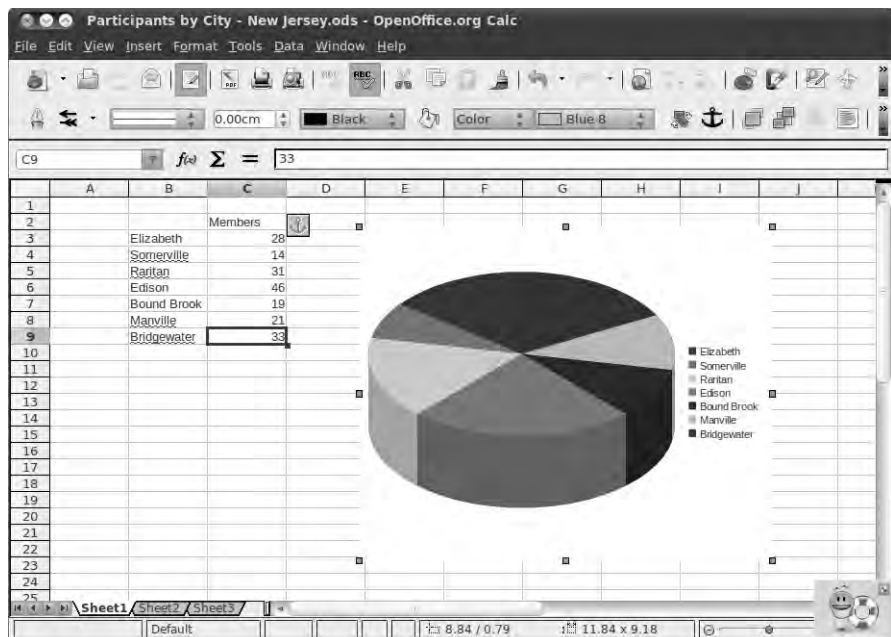 Participants by City - New Jersey.ods - OpenOffice.org Calc
File Edit View Insert Format Tools Data Window Help
PDF ABC
0.00cm Black Color Blue 8
C9 f(x) Σ = 33
A B C D E F G H I J
1
2 Members
3 Elizabeth 28
4 Somerville 14
5 Raritan 31
6 Edison 46
7 Bound Brook 19
8 Manville 21
9 Bridgewater 33
10
11
12
13
14
15
16
17
18
19
20
21
22
23
24
25
Elizabeth
Somerville
Raritan
Edison
Bound Brook
Manville
Bridgewater
Sheet1 Sheet2 Sheet3
Default 8.84 / 0.79 11.84 x 9.18